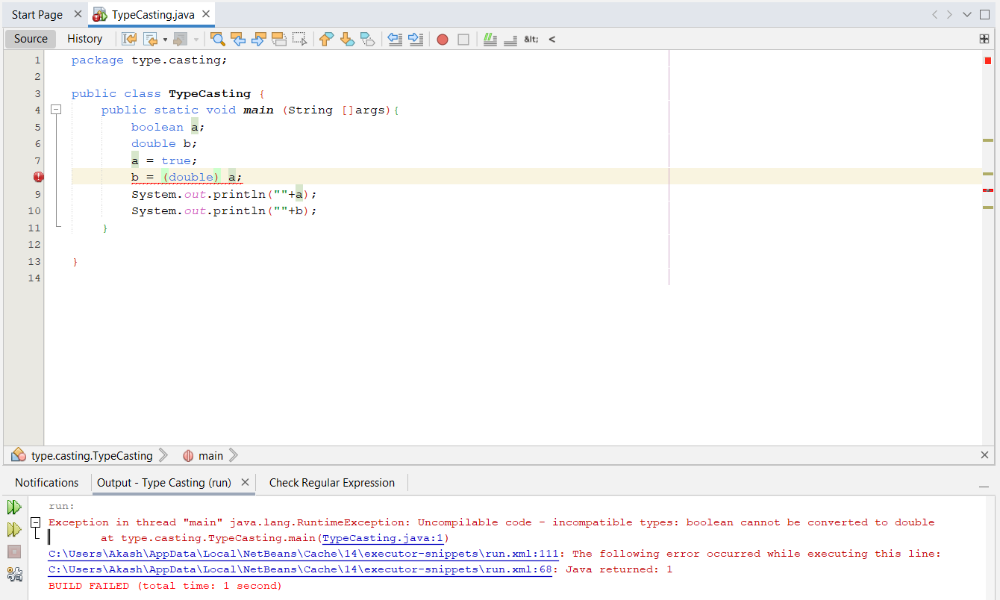 Start Page TypeCasting.java
Source History &lt; <
1 package type.casting;
2
3 public class TypeCasting {
4 public static void main (String []args){
5 boolean a;
6 double b;
7 a = true;
b = (double) a;
9 System.out.println(""+a);
10 System.out.println(""+b);
11 }
12
13 }
14
type.casting.TypeCasting main
Notifications Output - Type Casting (run) Check Regular Expression
run:
Exception in thread "main" java.lang.RuntimeException: Uncompilable code - incompatible types: boolean cannot be converted to double
at type.casting.TypeCasting.main(TypeCasting.java:1)
C:\Users\Akash\AppData\Local\NetBeans\Cache\14\executor-snippets\run.xml:111: The following error occurred while executing this line:
C:\Users\Akash\AppData\Local\NetBeans\Cache\14\executor-snippets\run.xml:68: Java returned: 1
BUILD FAILED (total time: 1 second)